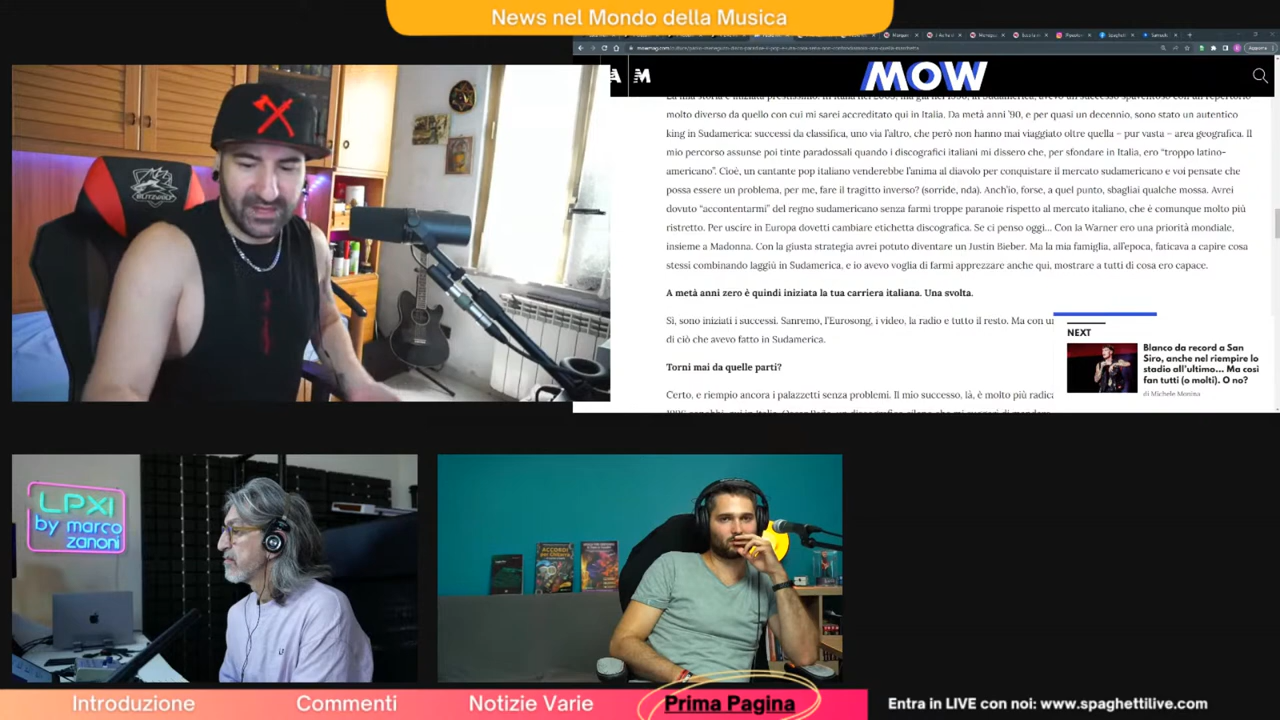 News nel Mondo della Musica
MOW
molto diverso da quello con cui mi sarei accreditato qui in Italia. Da metà anni '90, e per quasi un decennio, sono stato un autentico
king in Sudamerica: successi da classifica, uno via l'altro, che però non hanno mai viaggiato oltre quella – pur vasta – area geografica. Il
mio percorso assunse poi tinte paradossali quando i discografici italiani mi dissero che, per sfondare in Italia, ero "troppo latino-
americano". Cioè, un cantante pop italiano venderebbe l'anima al diavolo per conquistare il mercato sudamericano e voi pensate che
possa essere un problema, per me, fare il tragitto inverso? (sorride, nda). Anch'io, forse, a quel punto, sbagliai qualche mossa. Avrei
dovuto "accontentarmi" del regno sudamericano senza farmi troppe paranoie rispetto al mercato italiano, che è comunque molto più
ristretto. Per uscire in Europa dovetti cambiare etichetta discografica. Se ci penso oggi... Con la Warner ero una priorità mondiale,
insieme a Madonna. Con la giusta strategia avrei potuto diventare un Justin Bieber. Ma la mia famiglia, all'epoca, faticava a capire cosa
stessi combinando laggiù in Sudamerica, e io avevo voglia di farmi apprezzare anche qui, mostrare a tutti di cosa ero capace.
A metà anni zero è quindi iniziata la tua carriera italiana. Una svolta.
Sì, sono iniziati i successi. Sanremo, l'Eurosong, i video, la radio e tutto il resto. Ma con
di ciò che avevo fatto in Sudamerica.
Torni mai da quelle parti?
Certo, e riempio ancora i palazzetti senza problemi. Il mio successo, là, è molto più
NEXT
Blanco da record a San
Siro, anche nel riempire lo
stadio all'ultimo... Ma così
fan tutti (o molti). O no?
di Michele Monina
BLITZED
LPXI
by marco
zanoni
ACCORDI
Introduzione
Commenti
Notizie Varie
Prima Pagina
Entra in LIVE con noi: www.spaghettilive.com